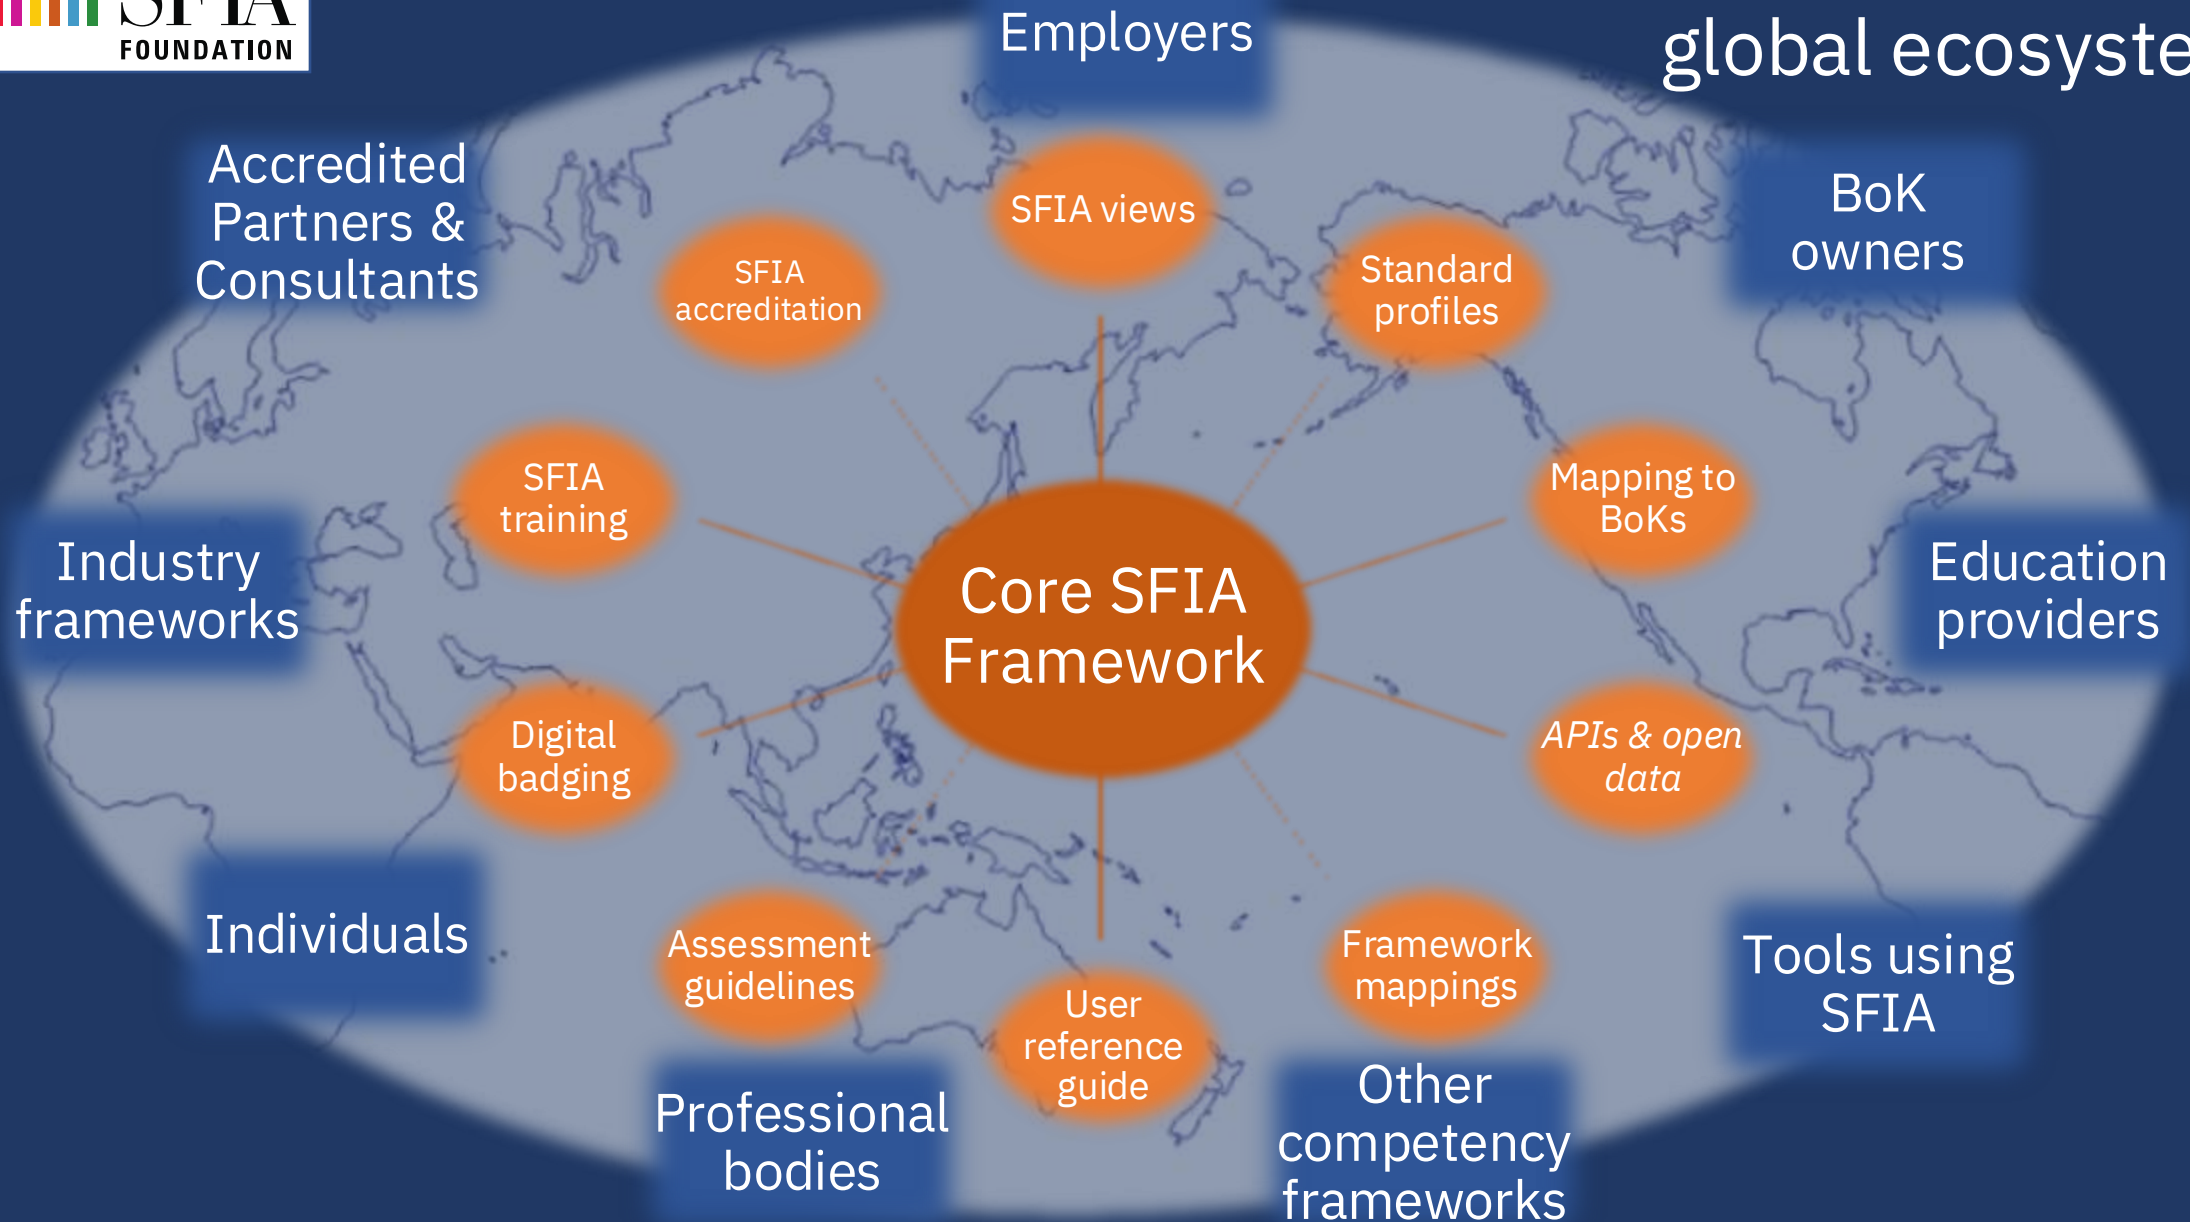 SFIA
FOUNDATION
Employers
global ecosyste
Accredited
Partners &
Consultants
BoK
owners
SFIA views
SFIA
accreditation
Standard
profiles
SFIA
training
Mapping to
BoKs
Industry
frameworks
Core SFIA
Framework
Education
providers
Digital
badging
APIs & open
data
Individuals
Assessment
guidelines
User
reference
guide
Framework
mappings
Tools using
SFIA
Professional
bodies
Other
competency
frameworks